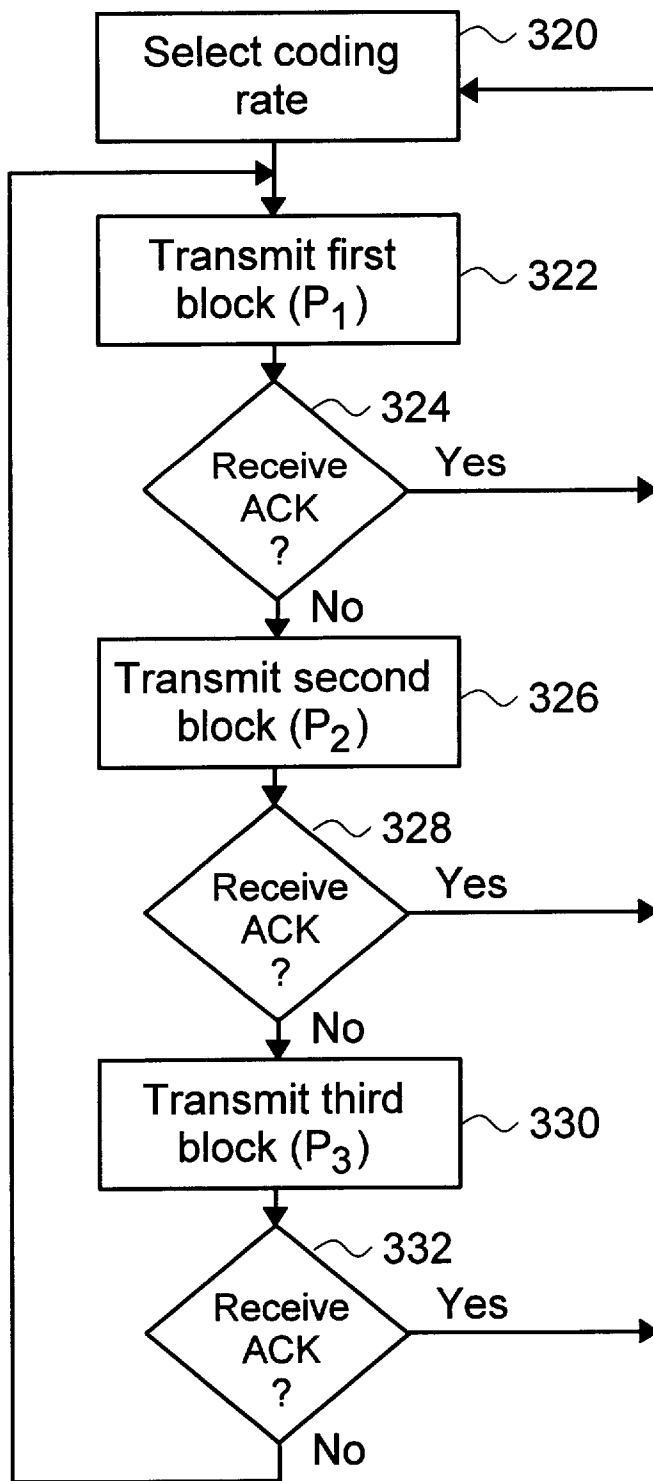 Select coding
rate
320
Transmit first
block (P₁)
322
324
Receive
ACK
?
Yes
No
Transmit second
block (P₂)
326
328
Receive
ACK
?
Yes
No
Transmit third
block (P₃)
330
332
Receive
ACK
?
Yes
No